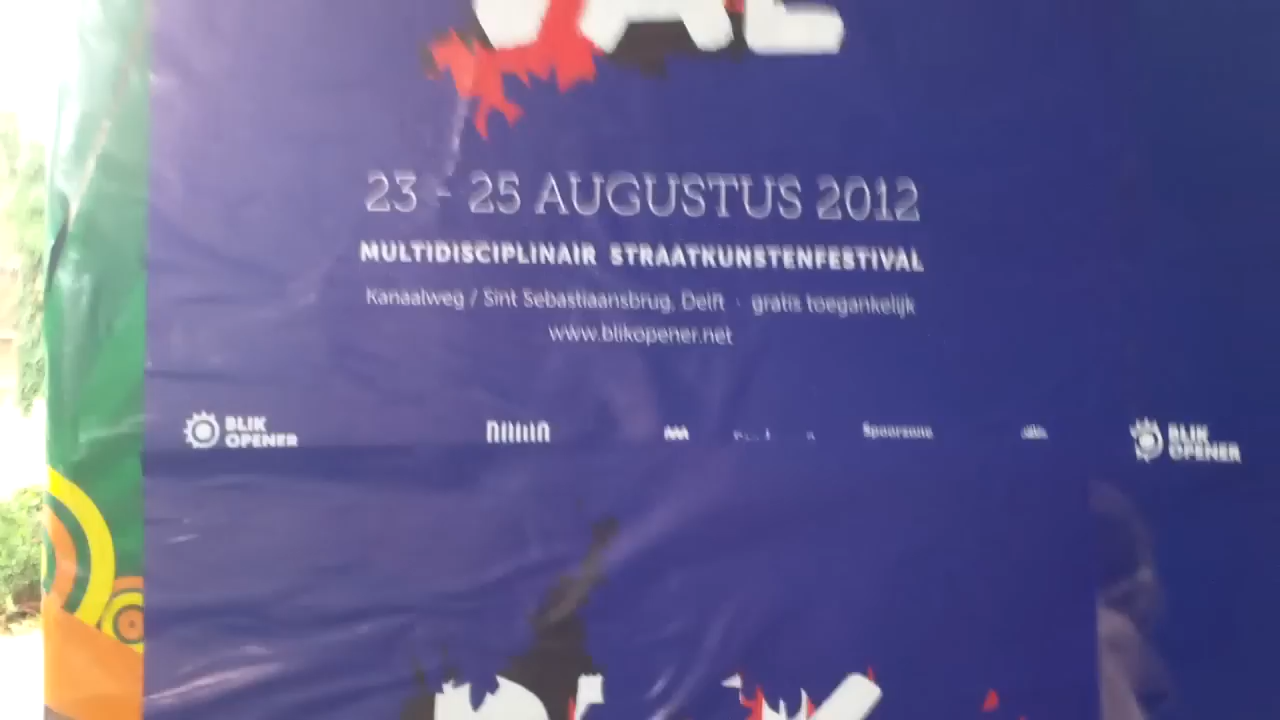 23 - 25 AUGUSTUS 2012
MULTIDISCIPLINAIR STRAATKUNSTENFESTIVAL
Kanaalweg / Sint Sebastiaansbrug, Delft · gratis toegankelijk
www.blikopener.net
BLIK
OPENER
Spoorzone
BLIK
OPENER